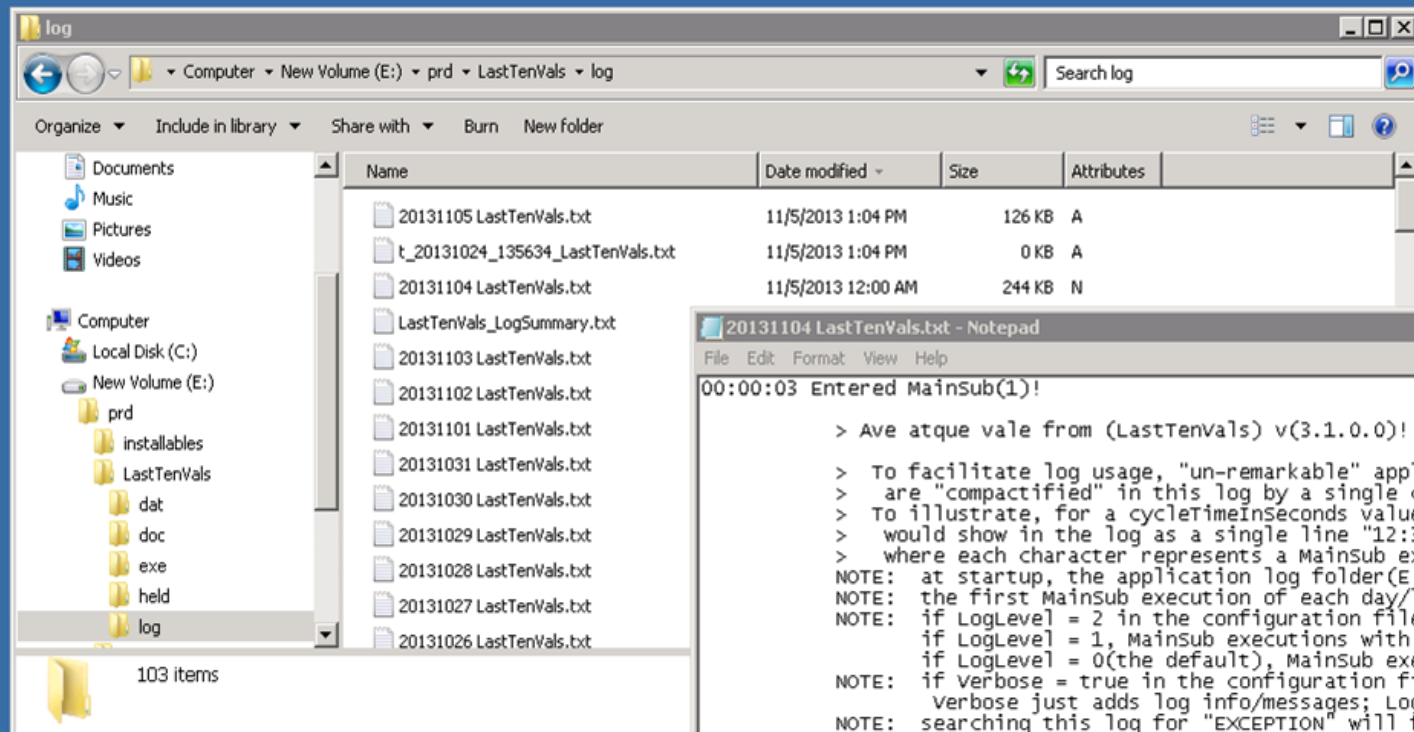 log
Computer New Volume (E:) prd LastTenVals log
Search log
Organize Include in library Share with Burn New folder
Documents
Music
Pictures
Videos
Computer
Local Disk (C:)
New Volume (E:)
prd
installables
LastTenVals
dat
doc
exe
held
log
Name Date modified Size Attributes
20131105 LastTenVals.txt 11/5/2013 1:04 PM 126 KB A
t_20131024_135634_LastTenVals.txt 11/5/2013 1:04 PM 0 KB A
20131104 LastTenVals.txt 11/5/2013 12:00 AM 244 KB N
LastTenVals_LogSummary.txt
20131103 LastTenVals.txt
20131102 LastTenVals.txt
20131101 LastTenVals.txt
20131031 LastTenVals.txt
20131030 LastTenVals.txt
20131029 LastTenVals.txt
20131028 LastTenVals.txt
20131027 LastTenVals.txt
20131026 LastTenVals.txt
103 items
20131104 LastTenVals.txt - Notepad
File Edit Format View Help
00:00:03 Entered MainSub(1)!
> Ave atque vale from (LastTenVals) v(3.1.0.0)!
> To facilitate log usage, "un-remarkable" appl
> are "compactified" in this log by a single
> To illustrate, for a cycleTimeInSeconds value
> would show in the log as a single line "12:3
> where each character represents a MainSub ex
NOTE: at startup, the application log folder(E
NOTE: the first MainSub execution of each day/
NOTE: if LogLevel = 2 in the configuration file
if LogLevel = 1, MainSub executions with
if LogLevel = 0(the default), MainSub exe
NOTE: if Verbose = true in the configuration fi
Verbose just adds log info/messages; Log
NOTE: searching this log for "EXCEPTION" will